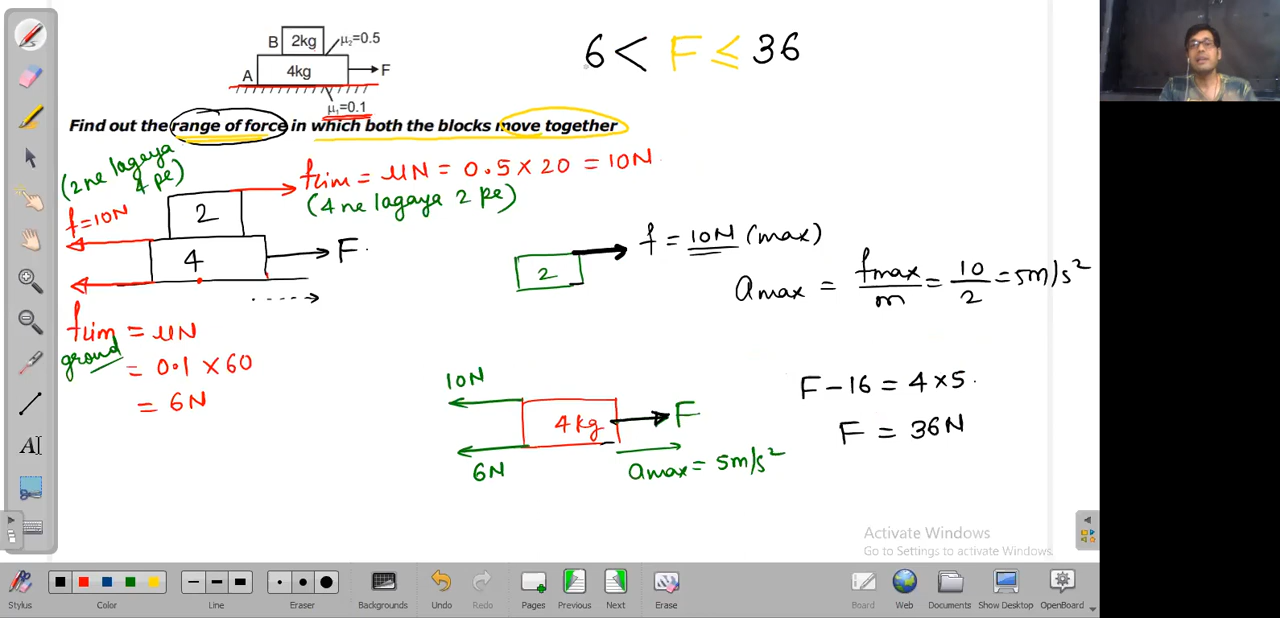 B 2kg μ₂=0.5
A 4kg F
μ₁=0.1
6 < F ≤ 36
Find out the range of force in which both the blocks move together
(2 ne lagaya
4 pe)
f=10N
flim = μN = 0.5 × 20 = 10N
(4 ne lagaya 2 pe)
2
4 F
flim = μN
ground
= 0.1 × 60
= 6N
2 f = 10N (max)
amax = fmax/m = 10/2 = 5m/s²
10N
4kg F
6N amax = 5m/s²
F - 16 = 4 × 5
F = 36N
Activate Windows
Go to Settings to activate Windows.
Stylus Color Line Eraser Backgrounds Undo Redo Pages Previous Next Erase Board Web Documents Show Desktop OpenBoard